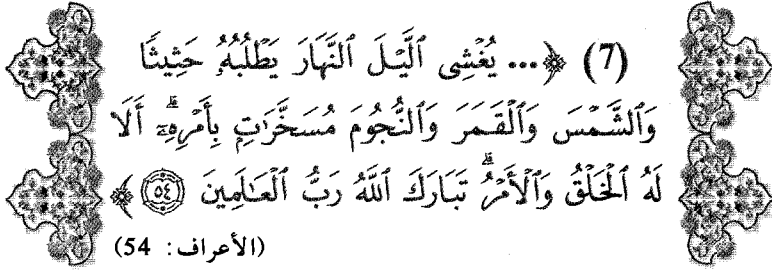 (7) ﴿... يُغْشِى ٱلَّيْلَ ٱلنَّهَارَ يَطْلُبُهُۥ حَثِيثًا
وَٱلشَّمْسَ وَٱلْقَمَرَ وَٱلنُّجُومَ مُسَخَّرَٰتٍۭ بِأَمْرِهِۦٓ ۗ أَلَا
لَهُ ٱلْخَلْقُ وَٱلْأَمْرُ ۗ تَبَارَكَ ٱللَّهُ رَبُّ ٱلْعَٰلَمِينَ ٥٤ ﴾
(الأعراف: 54)